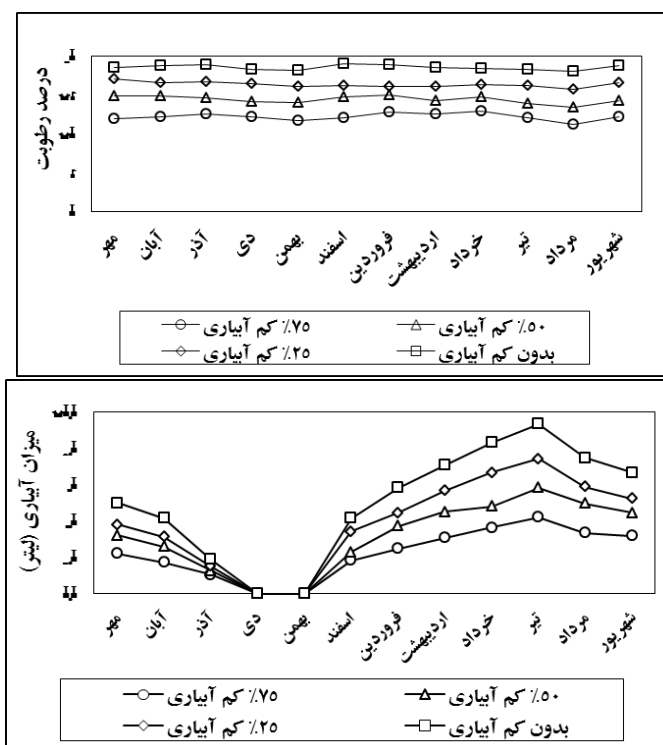 درصد رطوبت
مهر
آبان
آذر
دی
بهمن
اسفند
فروردین
اردیبهشت
خرداد
تیر
مرداد
شهریور
٪۷۵ کم آبیاری
٪۵۰ کم آبیاری
٪۲۵ کم آبیاری
بدون کم آبیاری
میزان آبیاری (لیتر)
مهر
آبان
آذر
دی
بهمن
اسفند
فروردین
اردیبهشت
خرداد
تیر
مرداد
شهریور
٪۷۵ کم آبیاری
٪۵۰ کم آبیاری
٪۲۵ کم آبیاری
بدون کم آبیاری